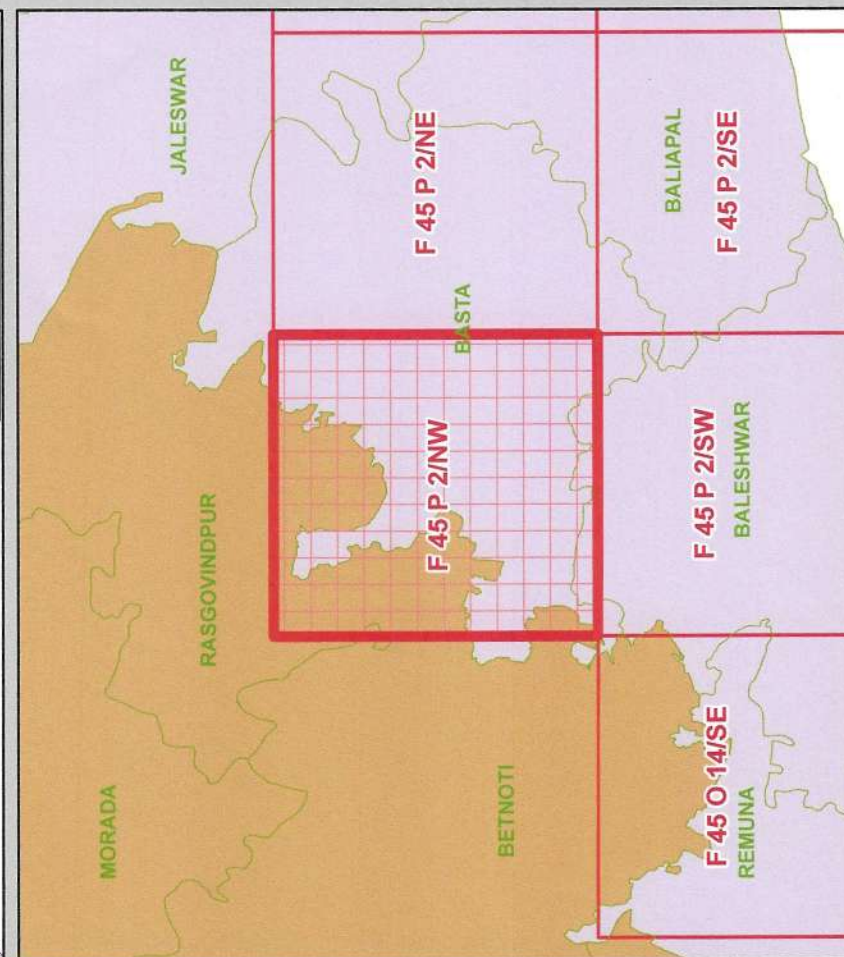 MORADA
JALESWAR
RASGOVINDPUR
F 45 P 2/NW
F 45 P 2/NE
BASTA
BETNOTI
BALIAPAL
F 45 O 14/SE
F 45 P 2/SW
F 45 P 2/SE
REMUNA
BALESHWAR